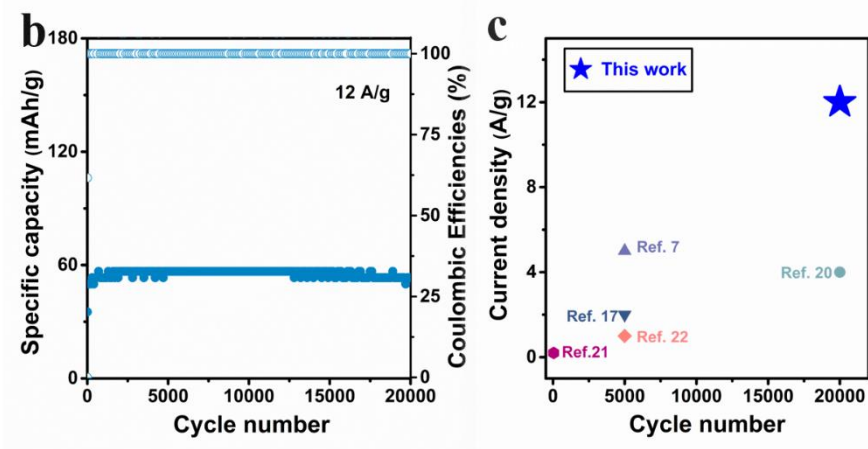 b
180
120
60
0
Specific capacity (mAh/g)
12 A/g
100
75
50
25
0
Coulombic Efficiencies (%)
0 5000 10000 15000 20000
Cycle number
c
This work
12
8
4
0
Current density (A/g)
Ref. 7
Ref. 20
Ref. 17
Ref. 22
Ref.21
0 5000 10000 15000 20000
Cycle number